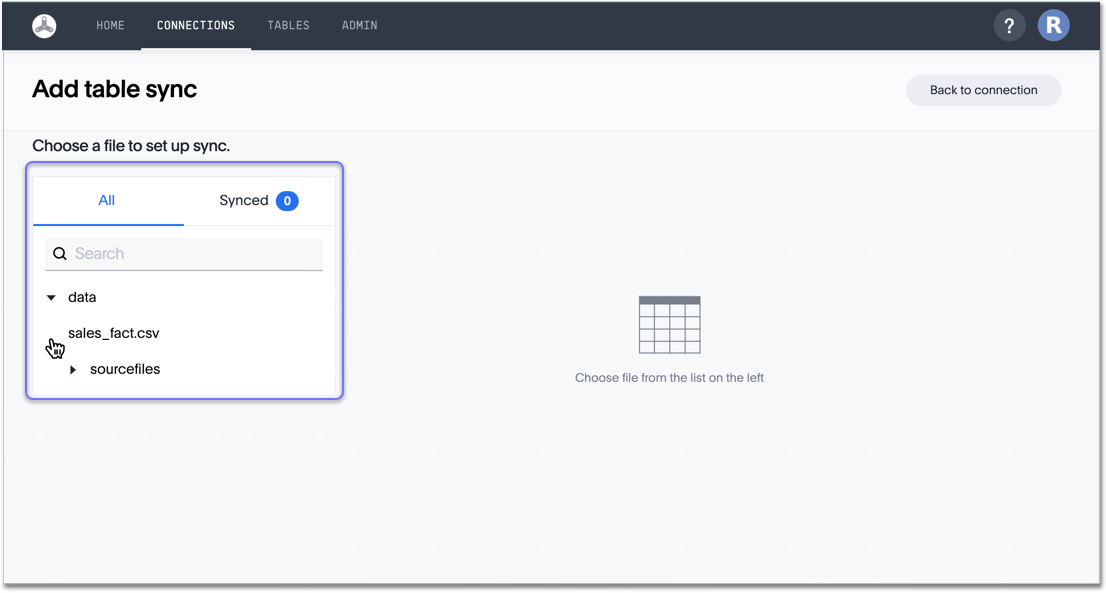 HOME CONNECTIONS TABLES ADMIN ? R
Add table sync
Back to connection
Choose a file to set up sync.
All Synced 0
Search
data
sales_fact.csv
sourcefiles
Choose file from the list on the left